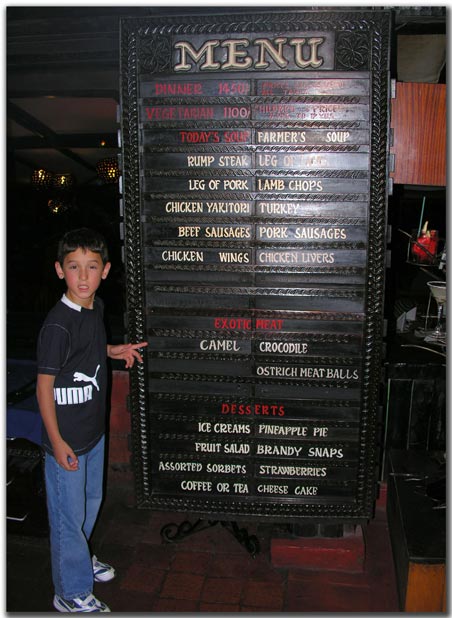 MENU
DINNER 1450/
VEGETARIAN 1100/
TODAY'S SOUP FARMER'S SOUP
RUMP STEAK LEG OF
LEG OF PORK LAMB CHOPS
CHICKEN YAKITORI TURKEY
BEEF SAUSAGES PORK SAUSAGES
CHICKEN WINGS CHICKEN LIVERS
EXOTIC MEAT
CAMEL CROCODILE
OSTRICH MEAT BALLS
DESSERTS
ICE CREAMS PINEAPPLE PIE
FRUIT SALAD BRANDY SNAPS
ASSORTED SORBETS STRAWBERRIES
COFFEE OR TEA CHEESE CAKE
PUMA